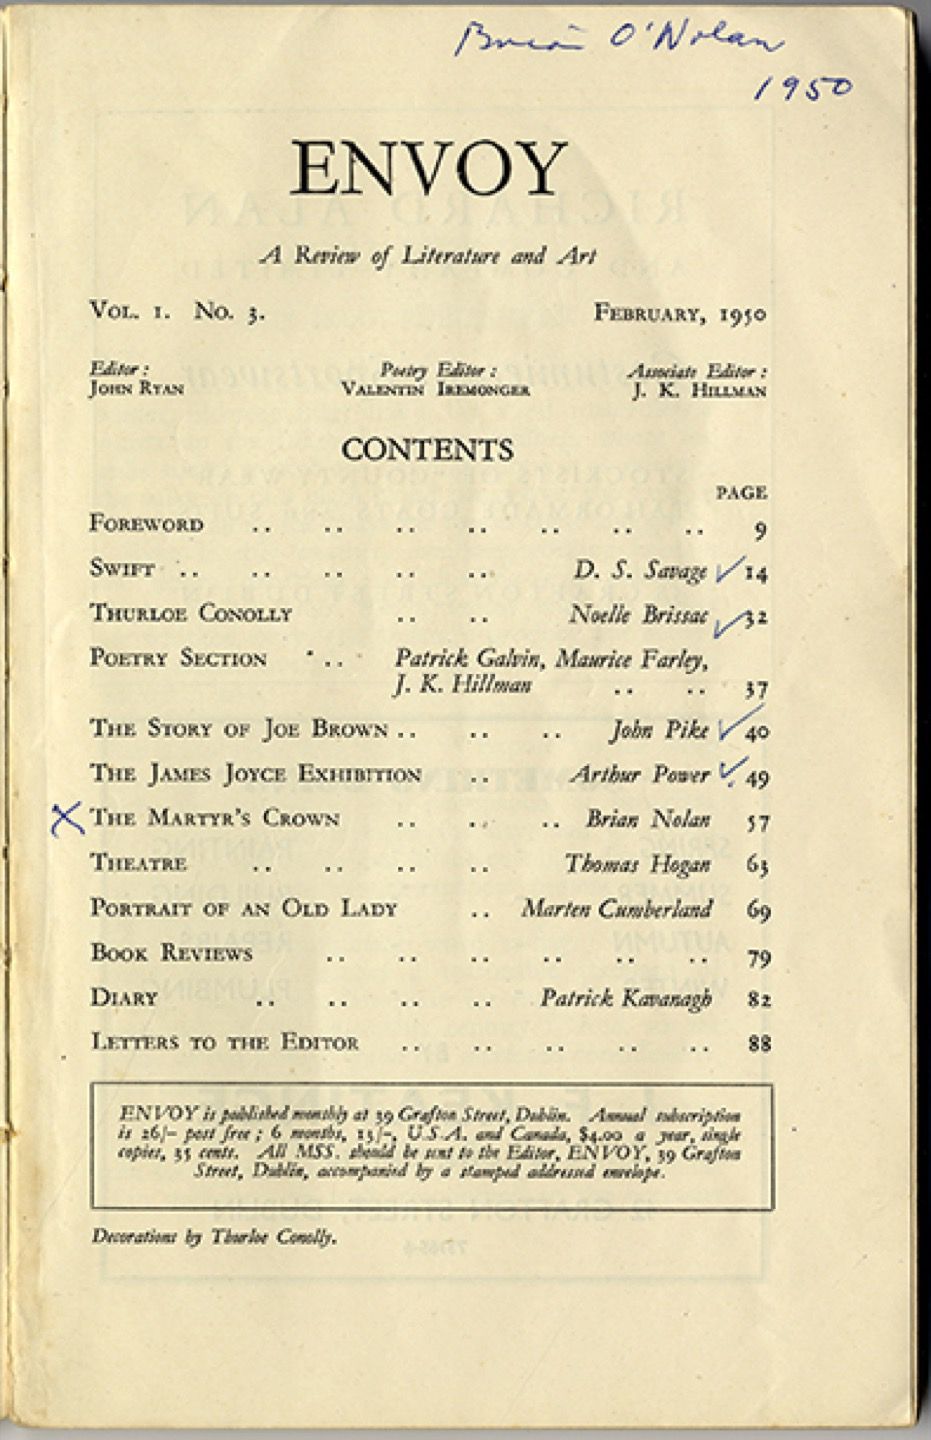 Brian O'Nolan
1950
ENVOY
A Review of Literature and Art
VOL. 1. NO. 3. FEBRUARY, 1950
Editor: Poetry Editor: Associate Editor:
JOHN RYAN VALENTIN IREMONGER J. K. HILLMAN
CONTENTS
PAGE
FOREWORD .. .. .. .. .. .. .. 9
SWIFT .. .. .. .. .. D. S. Savage ✓ 14
THURLOE CONOLLY .. .. Noelle Brissac ✓ 32
POETRY SECTION .. Patrick Galvin, Maurice Farley,
J. K. Hillman .. .. 37
THE STORY OF JOE BROWN .. .. .. John Pike ✓ 40
THE JAMES JOYCE EXHIBITION .. Arthur Power ✓ 49
X THE MARTYR'S CROWN .. .. .. Brian Nolan 57
THEATRE .. .. .. .. Thomas Hogan 63
PORTRAIT OF AN OLD LADY .. Marten Cumberland 69
BOOK REVIEWS .. .. .. .. .. .. 79
DIARY .. .. .. .. Patrick Kavanagh 82
LETTERS TO THE EDITOR .. .. .. .. .. 88
ENVOY is published monthly at 39 Grafton Street, Dublin. Annual subscription
is 26/- post free; 6 months, 13/-, U.S.A. and Canada, $4.00 a year, single
copies, 35 cents. All MSS. should be sent to the Editor, ENVOY, 39 Grafton
Street, Dublin, accompanied by a stamped addressed envelope.
Decorations by Thurloe Conolly.